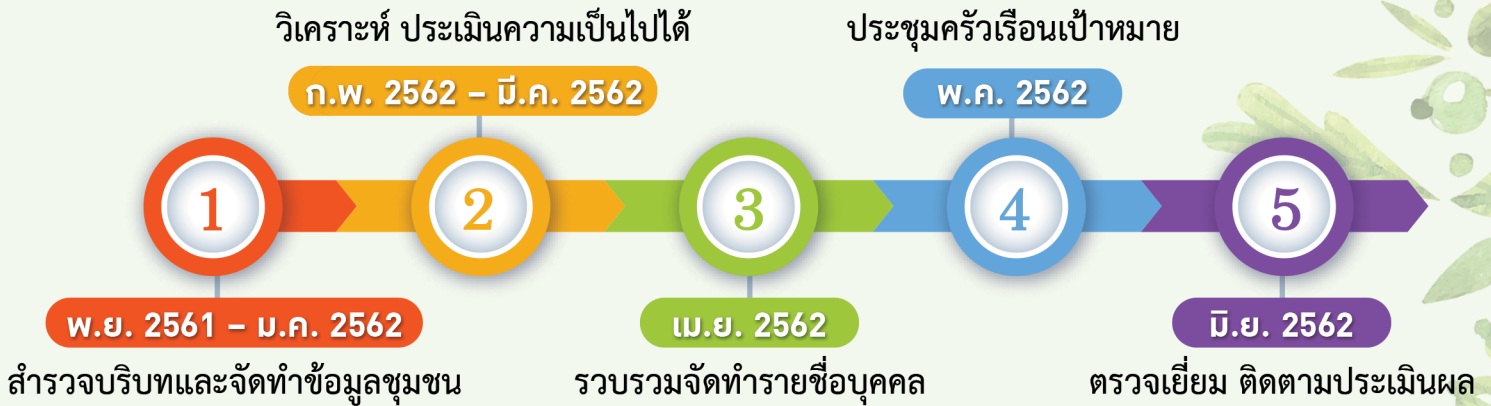 วิเคราะห์ ประเมินความเป็นไปได้
ประชุมครัวเรือนเป้าหมาย
ก.พ. 2562 – มี.ค. 2562
พ.ค. 2562
1
2
3
4
5
พ.ย. 2561 – ม.ค. 2562
เม.ย. 2562
มิ.ย. 2562
สำรวจบริบทและจัดทำข้อมูลชุมชน
รวบรวมจัดทำรายชื่อบุคคล
ตรวจเยี่ยม ติดตามประเมินผล